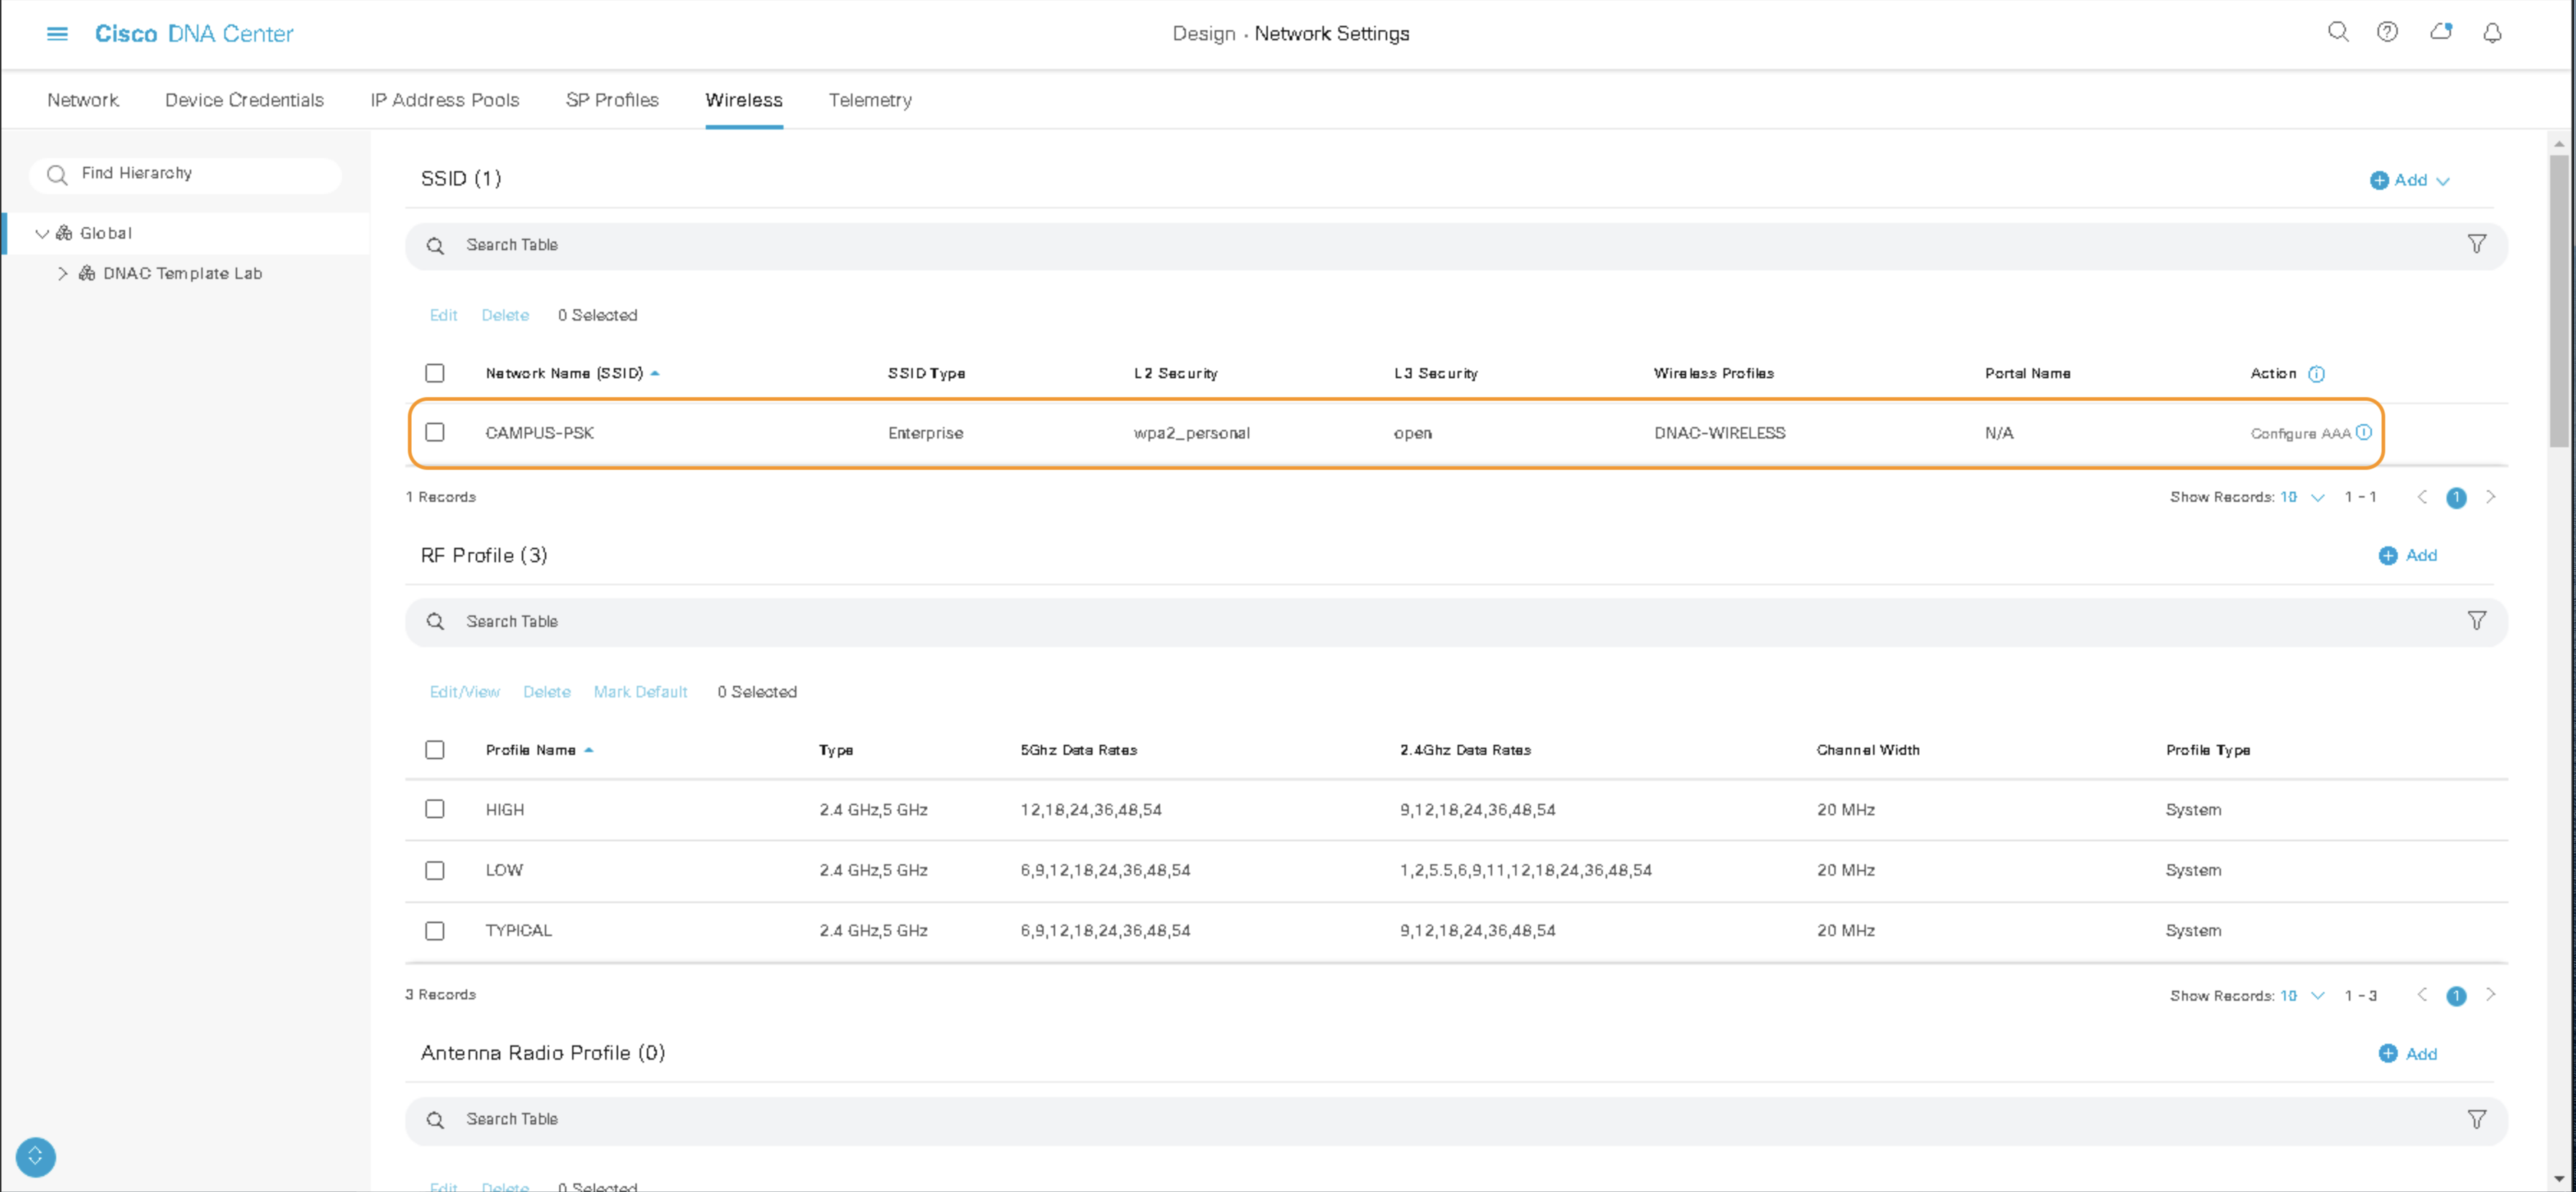 Cisco DNA Center
Design · Network Settings
Network Device Credentials IP Address Pools SP Profiles Wireless Telemetry
Find Hierarchy
Global
DNAC Template Lab
SSID (1)
Add
Search Table
Edit Delete 0 Selected
Network Name (SSID) SSID Type L2 Security L3 Security Wireless Profiles Portal Name Action
CAMPUS-PSK Enterprise wpa2_personal open DNAC-WIRELESS N/A Configure AAA
1 Records
Show Records: 10 1 - 1 1
RF Profile (3)
Add
Search Table
Edit/View Delete Mark Default 0 Selected
Profile Name Type 5Ghz Data Rates 2.4Ghz Data Rates Channel Width Profile Type
HIGH 2.4 GHz,5 GHz 12,18,24,36,48,54 9,12,18,24,36,48,54 20 MHz System
LOW 2.4 GHz,5 GHz 6,9,12,18,24,36,48,54 1,2,5.5,6,9,11,12,18,24,36,48,54 20 MHz System
TYPICAL 2.4 GHz,5 GHz 6,9,12,18,24,36,48,54 9,12,18,24,36,48,54 20 MHz System
3 Records
Show Records: 10 1 - 3 1
Antenna Radio Profile (0)
Add
Search Table
Edit Delete 0 Selected